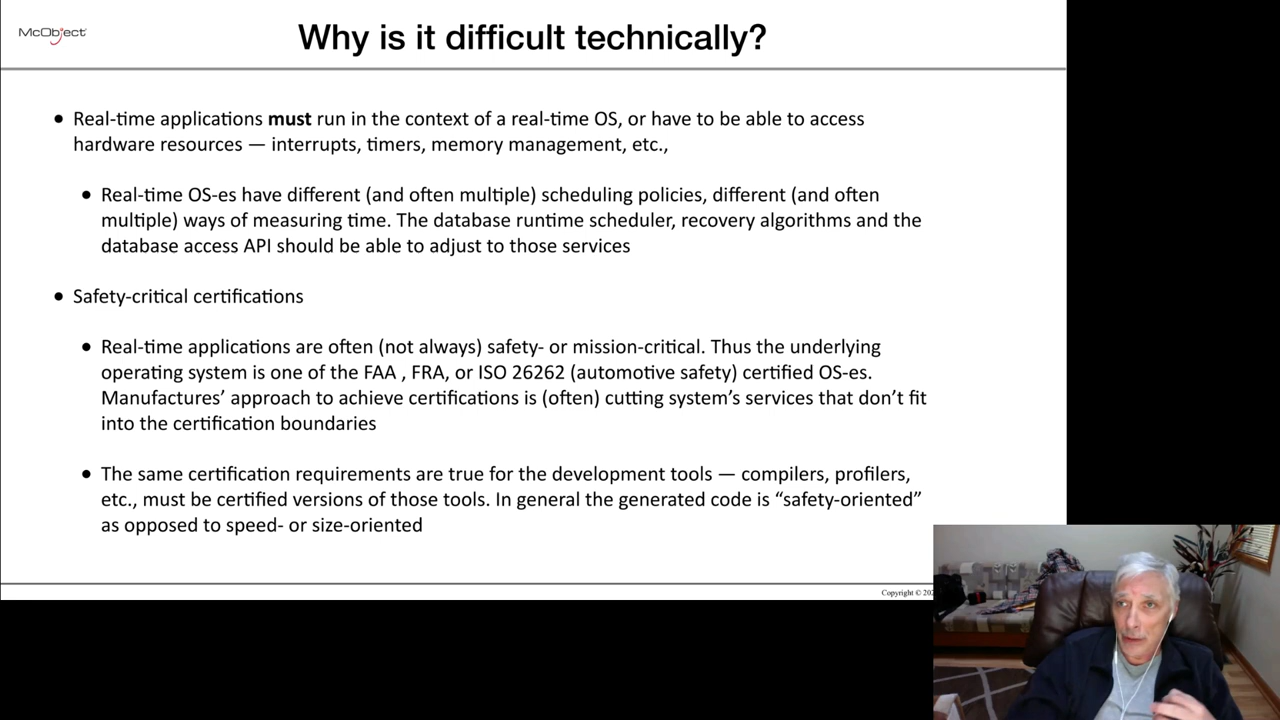 McObject
Why is it difficult technically?
• Real-time applications must run in the context of a real-time OS, or have to be able to access
hardware resources — interrupts, timers, memory management, etc.,
• Real-time OS-es have different (and often multiple) scheduling policies, different (and often
multiple) ways of measuring time. The database runtime scheduler, recovery algorithms and the
database access API should be able to adjust to those services
• Safety-critical certifications
• Real-time applications are often (not always) safety- or mission-critical. Thus the underlying
operating system is one of the FAA , FRA, or ISO 26262 (automotive safety) certified OS-es.
Manufactures’ approach to achieve certifications is (often) cutting system’s services that don’t fit
into the certification boundaries
• The same certification requirements are true for the development tools — compilers, profilers,
etc., must be certified versions of those tools. In general the generated code is “safety-oriented”
as opposed to speed- or size-oriented
Copyright © 202